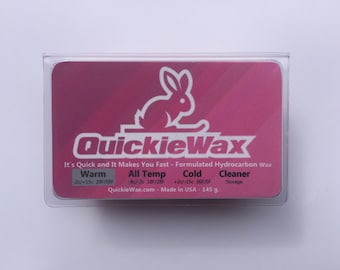 QuickieWax
It's Quick and It Makes You Fast - Formulated Hydrocarbon Wax
Warm All Temp Cold Cleaner
Storage
QuickieWax.com - Made in USA - 145 g.